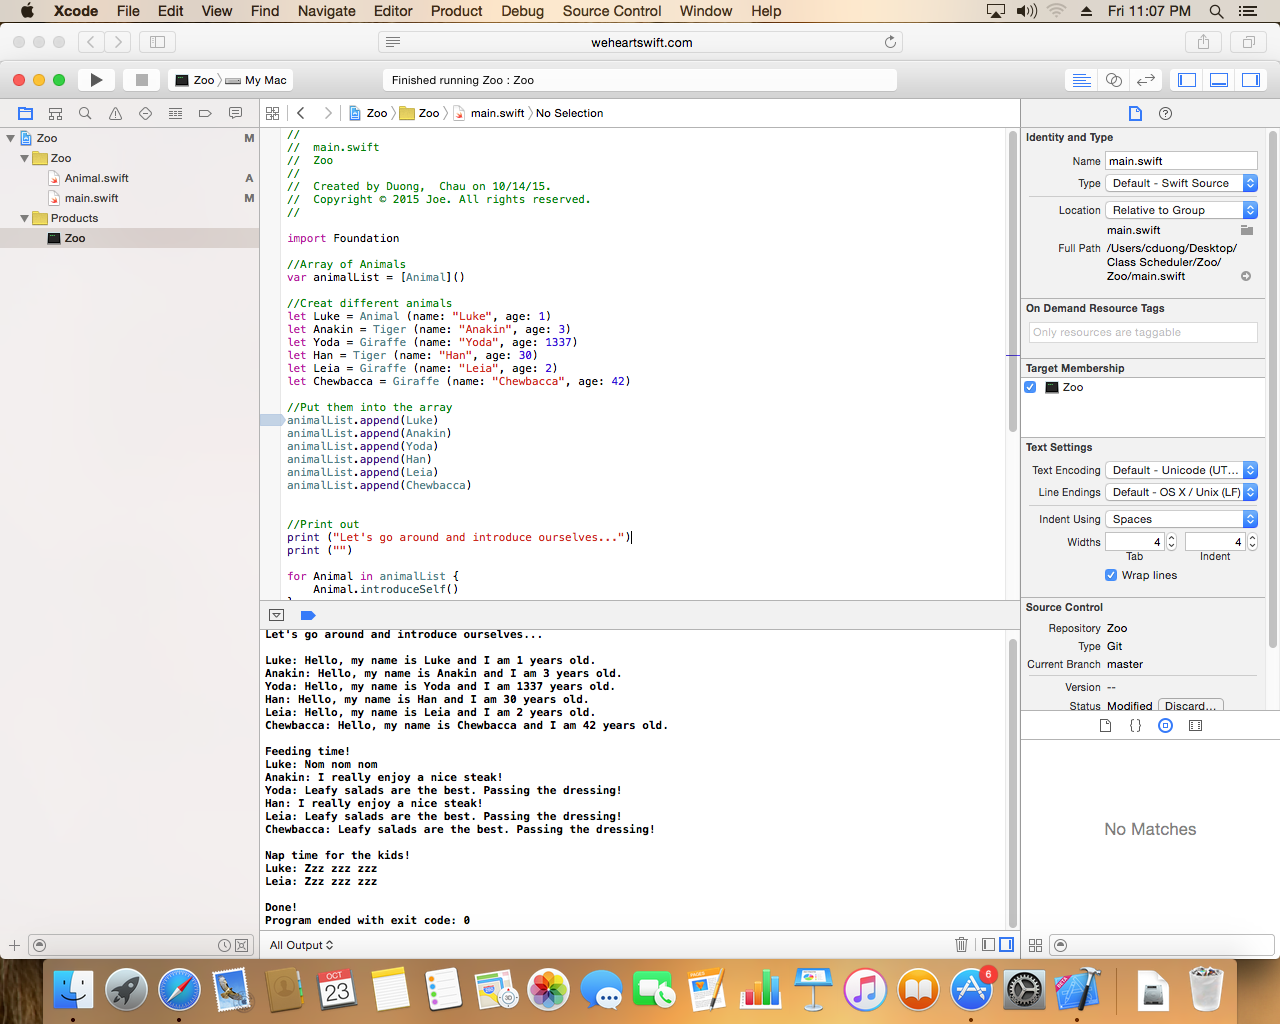 Xcode File Edit View Find Navigate Editor Product Debug Source Control Window Help Fri 11:07 PM
weheartswift.com
Zoo My Mac Finished running Zoo : Zoo
Zoo Zoo main.swift No Selection
Zoo M
Zoo
Animal.swift A
main.swift M
Products
Zoo
//
// main.swift
// Zoo
//
// Created by Duong, Chau on 10/14/15.
// Copyright © 2015 Joe. All rights reserved.
//
import Foundation
//Array of Animals
var animalList = [Animal]()
//Creat different animals
let Luke = Animal (name: "Luke", age: 1)
let Anakin = Tiger (name: "Anakin", age: 3)
let Yoda = Giraffe (name: "Yoda", age: 1337)
let Han = Tiger (name: "Han", age: 30)
let Leia = Giraffe (name: "Leia", age: 2)
let Chewbacca = Giraffe (name: "Chewbacca", age: 42)
//Put them into the array
animalList.append(Luke)
animalList.append(Anakin)
animalList.append(Yoda)
animalList.append(Han)
animalList.append(Leia)
animalList.append(Chewbacca)
//Print out
print ("Let's go around and introduce ourselves...")
print ("")
for Animal in animalList {
Animal.introduceSelf()
Let's go around and introduce ourselves...
Luke: Hello, my name is Luke and I am 1 years old.
Anakin: Hello, my name is Anakin and I am 3 years old.
Yoda: Hello, my name is Yoda and I am 1337 years old.
Han: Hello, my name is Han and I am 30 years old.
Leia: Hello, my name is Leia and I am 2 years old.
Chewbacca: Hello, my name is Chewbacca and I am 42 years old.
Feeding time!
Luke: Nom nom nom
Anakin: I really enjoy a nice steak!
Yoda: Leafy salads are the best. Passing the dressing!
Han: I really enjoy a nice steak!
Leia: Leafy salads are the best. Passing the dressing!
Chewbacca: Leafy salads are the best. Passing the dressing!
Nap time for the kids!
Luke: Zzz zzz zzz
Leia: Zzz zzz zzz
Done!
Program ended with exit code: 0
All Output
Identity and Type
Name main.swift
Type Default - Swift Source
Location Relative to Group
main.swift
Full Path /Users/cduong/Desktop/
Class Scheduler/Zoo/
Zoo/main.swift
On Demand Resource Tags
Only resources are taggable
Target Membership
Zoo
Text Settings
Text Encoding Default - Unicode (UT...
Line Endings Default - OS X / Unix (LF)
Indent Using Spaces
Widths 4 4
Tab Indent
Wrap lines
Source Control
Repository Zoo
Type Git
Current Branch master
Version --
Status Modified Discard...
{}
No Matches
OCT
23
6